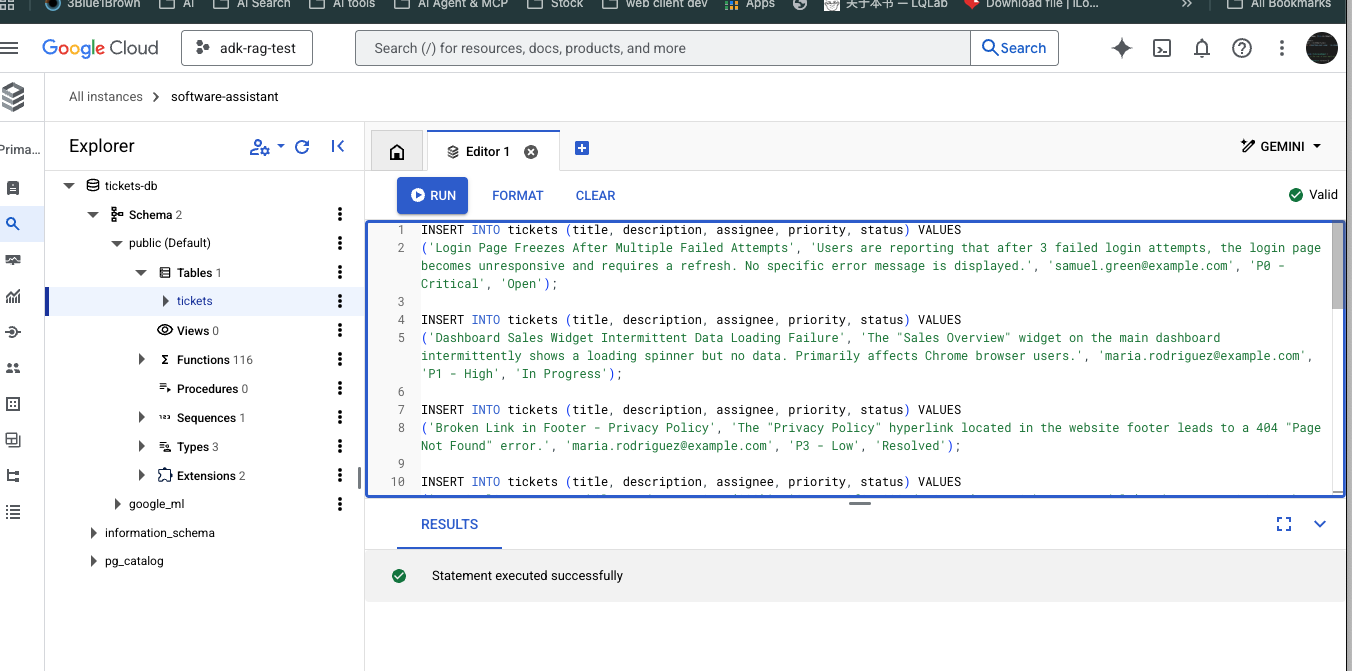 3Blue1Brown
AI
AI Search
AI tools
AI Agent & MCP
Stock
web client dev
Apps
关于本书 — LQLab
Download file | iLo...
All Bookmarks
Google Cloud
adk-rag-test
Search (/) for resources, docs, products, and more
Search
All instances
software-assistant
Prima...
Explorer
Editor 1
GEMINI
RUN
FORMAT
CLEAR
Valid
tickets-db
Schema 2
public (Default)
Tables 1
tickets
Views 0
Functions 116
Procedures 0
Sequences 1
Types 3
Extensions 2
google_ml
information_schema
pg_catalog
1 INSERT INTO tickets (title, description, assignee, priority, status) VALUES
2 ('Login Page Freezes After Multiple Failed Attempts', 'Users are reporting that after 3 failed login attempts, the login page
becomes unresponsive and requires a refresh. No specific error message is displayed.', 'samuel.green@example.com', 'P0 -
Critical', 'Open');
3
4 INSERT INTO tickets (title, description, assignee, priority, status) VALUES
5 ('Dashboard Sales Widget Intermittent Data Loading Failure', 'The "Sales Overview" widget on the main dashboard
intermittently shows a loading spinner but no data. Primarily affects Chrome browser users.', 'maria.rodriguez@example.com',
'P1 - High', 'In Progress');
6
7 INSERT INTO tickets (title, description, assignee, priority, status) VALUES
8 ('Broken Link in Footer - Privacy Policy', 'The "Privacy Policy" hyperlink located in the website footer leads to a 404 "Page
Not Found" error.', 'maria.rodriguez@example.com', 'P3 - Low', 'Resolved');
9
10 INSERT INTO tickets (title, description, assignee, priority, status) VALUES
RESULTS
Statement executed successfully